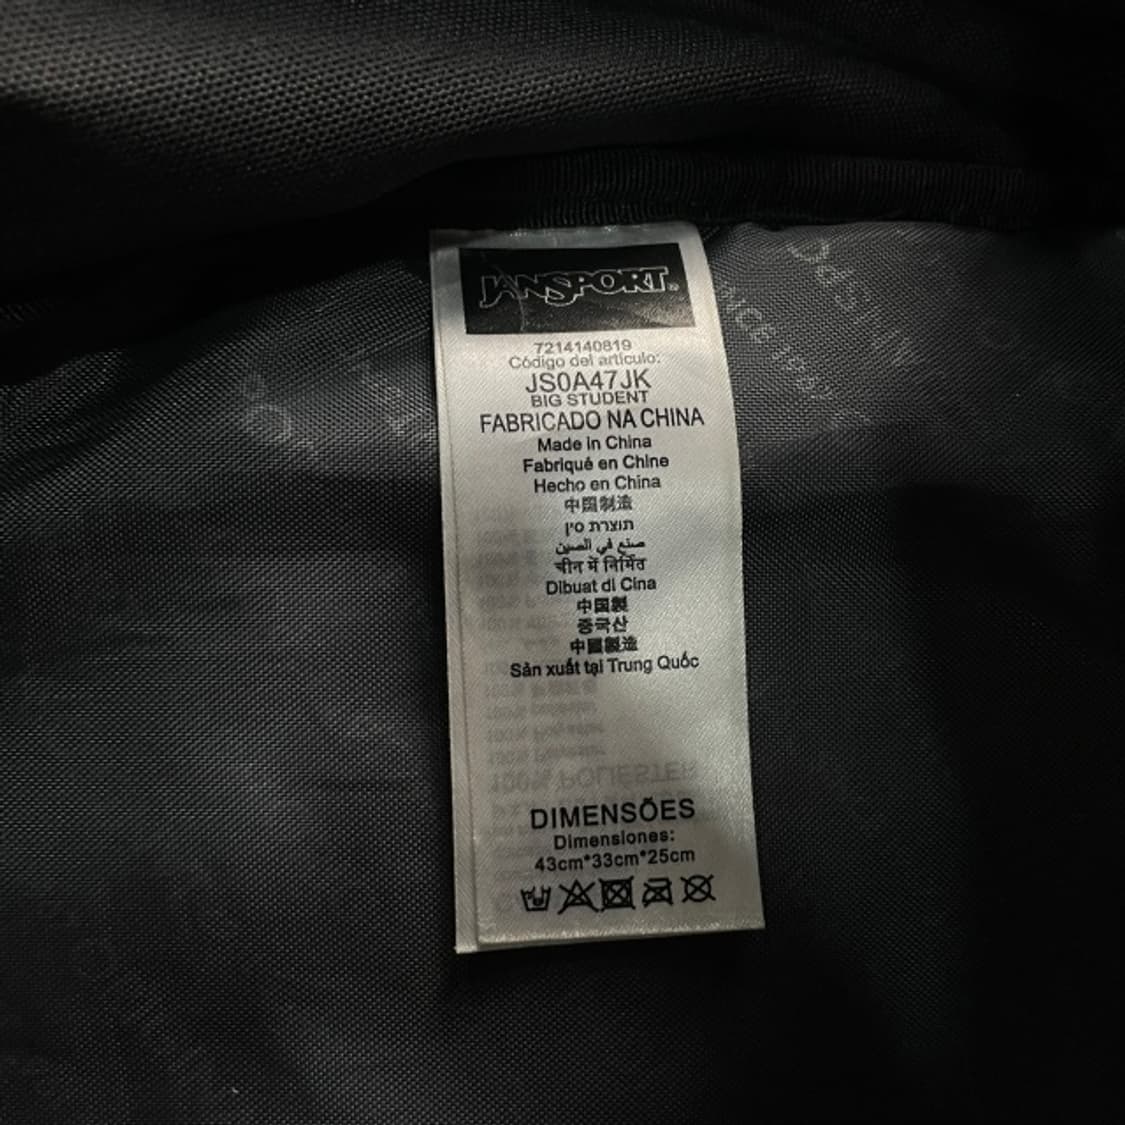 JANSPORT
7214140819
Código del artículo:
JS0A47JK
BIG STUDENT
FABRICADO NA CHINA
Made in China
Fabriqué en Chine
Hecho en China
中国制造
תוצרת סין
صنع في الصين
चीन में निर्मित
Dibuat di Cina
中国製
중국산
中國製造
Sản xuất tại Trung Quốc
100% POLIÉSTER
DIMENSÕES
Dimensiones:
43cm*33cm*25cm